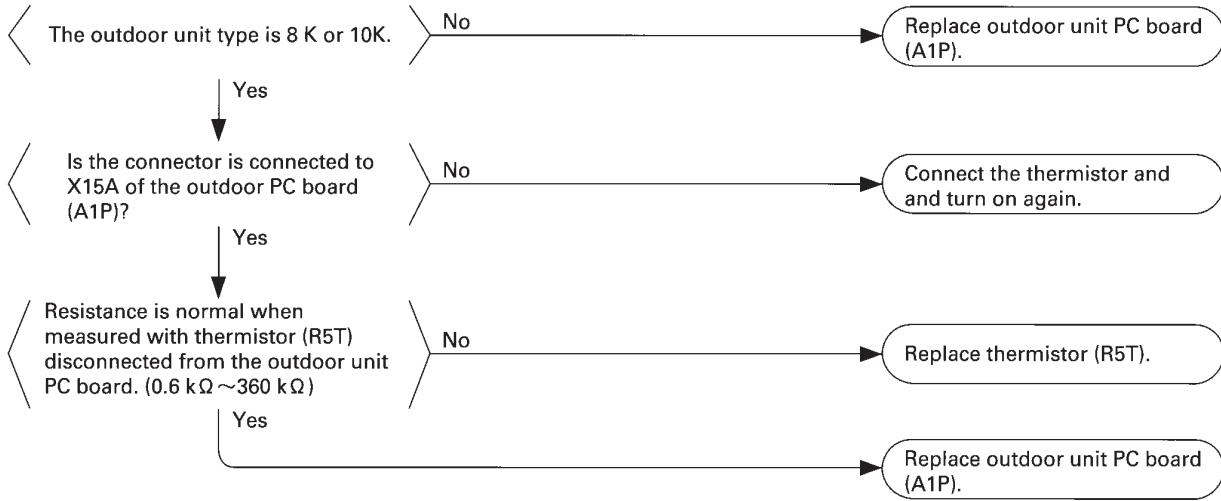 The outdoor unit type is 8 K or 10K.
No
Replace outdoor unit PC board
(A1P).
Yes
Is the connector is connected to
X15A of the outdoor PC board
(A1P)?
No
Connect the thermistor and
and turn on again.
Yes
Resistance is normal when
measured with thermistor (R5T)
disconnected from the outdoor unit
PC board. (0.6 kΩ～360 kΩ)
No
Replace thermistor (R5T).
Yes
Replace outdoor unit PC board
(A1P).